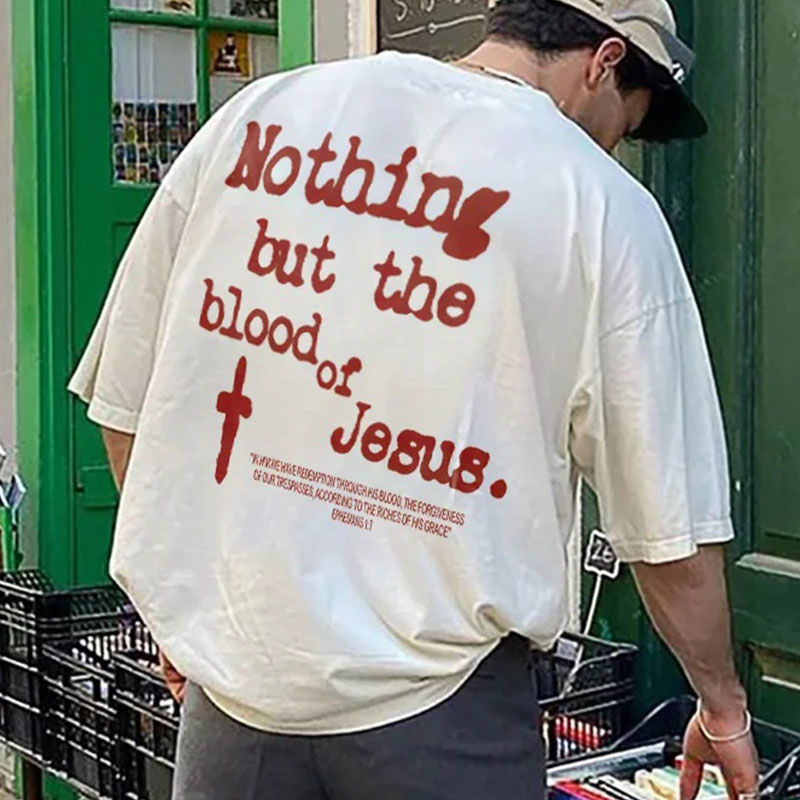 Nothing
but the
blood
of
Jesus.
"IN HIM WE HAVE REDEMPTION THROUGH HIS BLOOD, THE FORGIVENESS
OF OUR TRESPASSES, ACCORDING TO THE RICHES OF HIS GRACE"
EPHESIANS 1:7